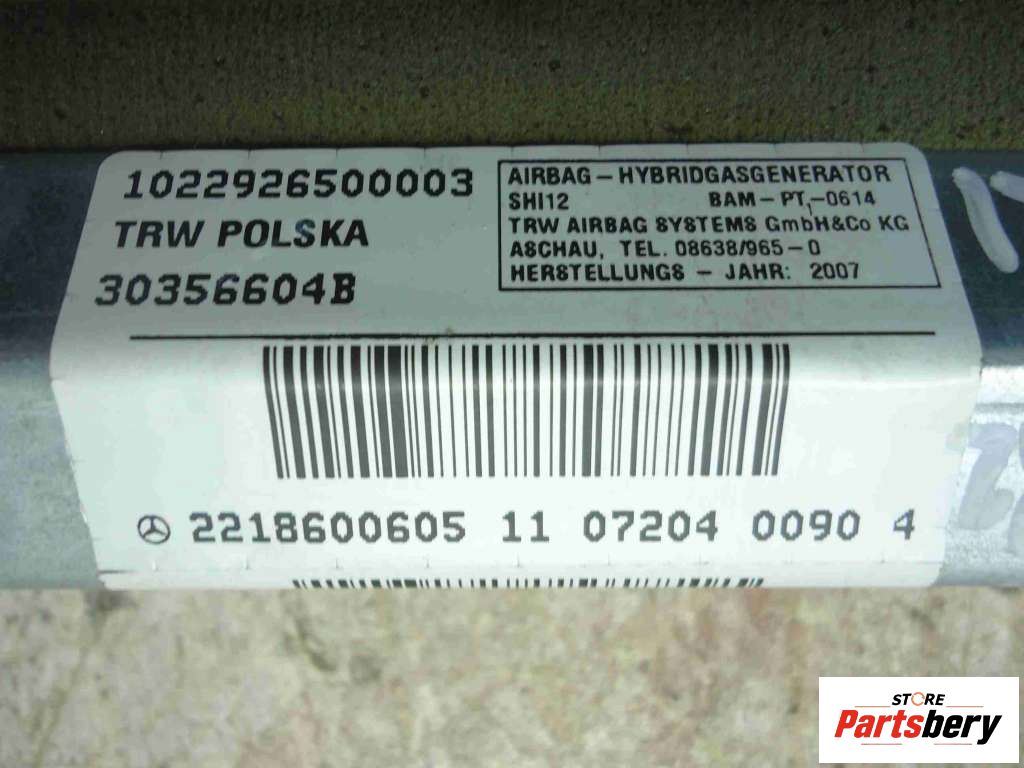 1022926500003
TRW POLSKA
30356604B
AIRBAG - HYBRIDGASGENERATOR
SHI12 BAM-PT,-0614
TRW AIRBAG SYSTEMS GmbH&Co KG
ASCHAU, TEL. 08638/965-0
HERSTELLUNGS - JAHR: 2007
2218600605 11 07204 0090 4
STORE
Partsbery